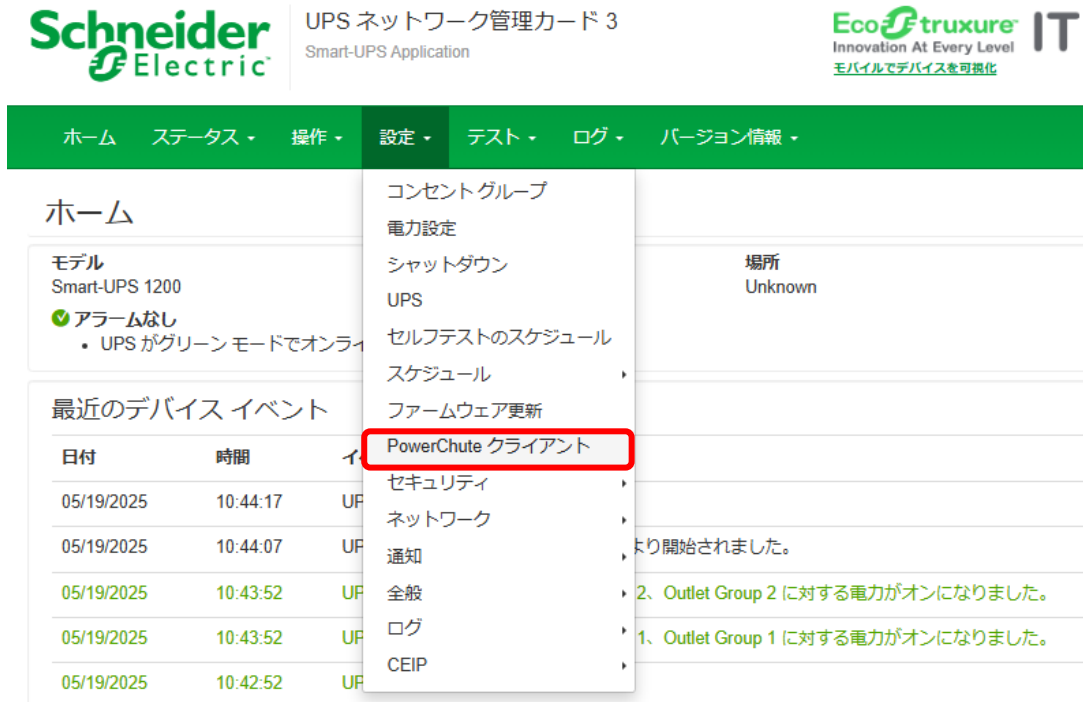 Schneider Electric
UPS ネットワーク管理カード 3
Smart-UPS Application
EcoStruxure IT
Innovation At Every Level
モバイルでデバイスを可視化
ホーム ステータス 操作 設定 テスト ログ バージョン情報
コンセントグループ
電力設定
シャットダウン
UPS
セルフテストのスケジュール
スケジュール
ファームウェア更新
PowerChute クライアント
セキュリティ
ネットワーク
通知
全般
ログ
CEIP
ホーム
モデル
Smart-UPS 1200
場所
Unknown
アラームなし
UPS がグリーン モードでオンライ
最近のデバイス イベント
日付 時間
05/19/2025 10:44:17 UP
05/19/2025 10:44:07 UP より開始されました。
05/19/2025 10:43:52 UP 2、Outlet Group 2 に対する電力がオンになりました。
05/19/2025 10:43:52 UP 1、Outlet Group 1 に対する電力がオンになりました。
05/19/2025 10:42:52 UP